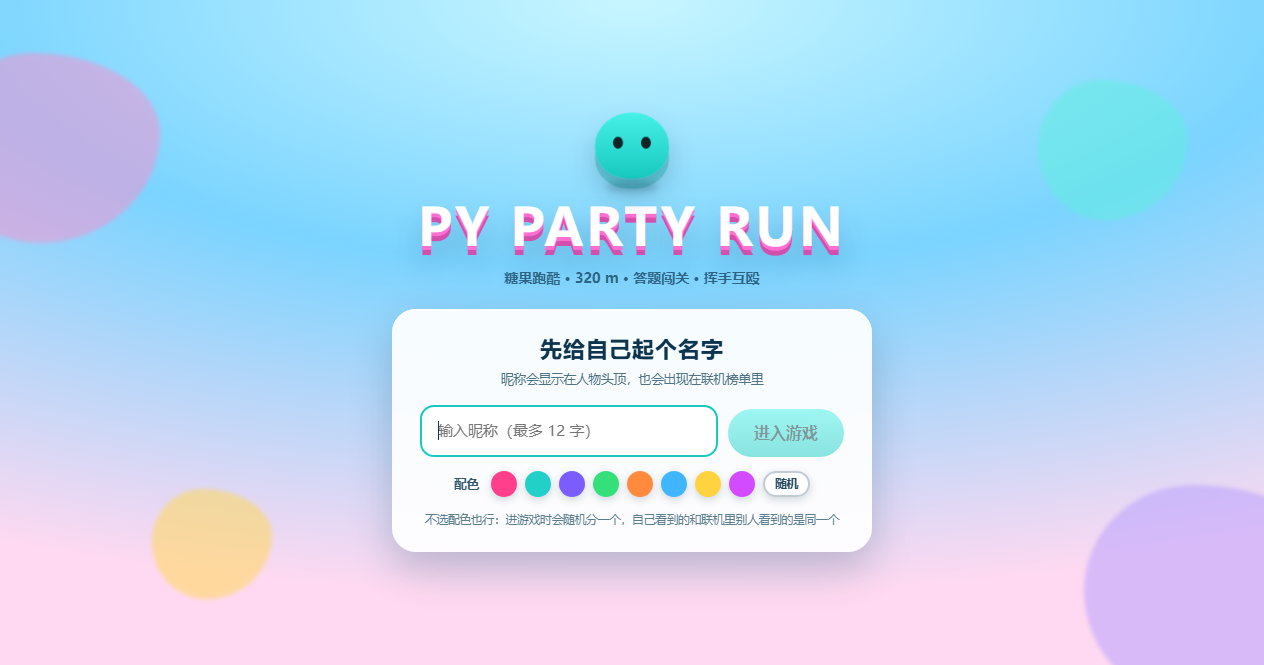 PY PARTY RUN
糖果跑酷 • 320 m • 答题闯关 • 挥手互殴
先给自己起个名字
昵称会显示在人物头顶，也会出现在联机榜单里
输入昵称（最多 12 字）
进入游戏
配色
随机
不选配色也行：进游戏时会随机分一个，自己看到的和联机里别人看到的是同一个